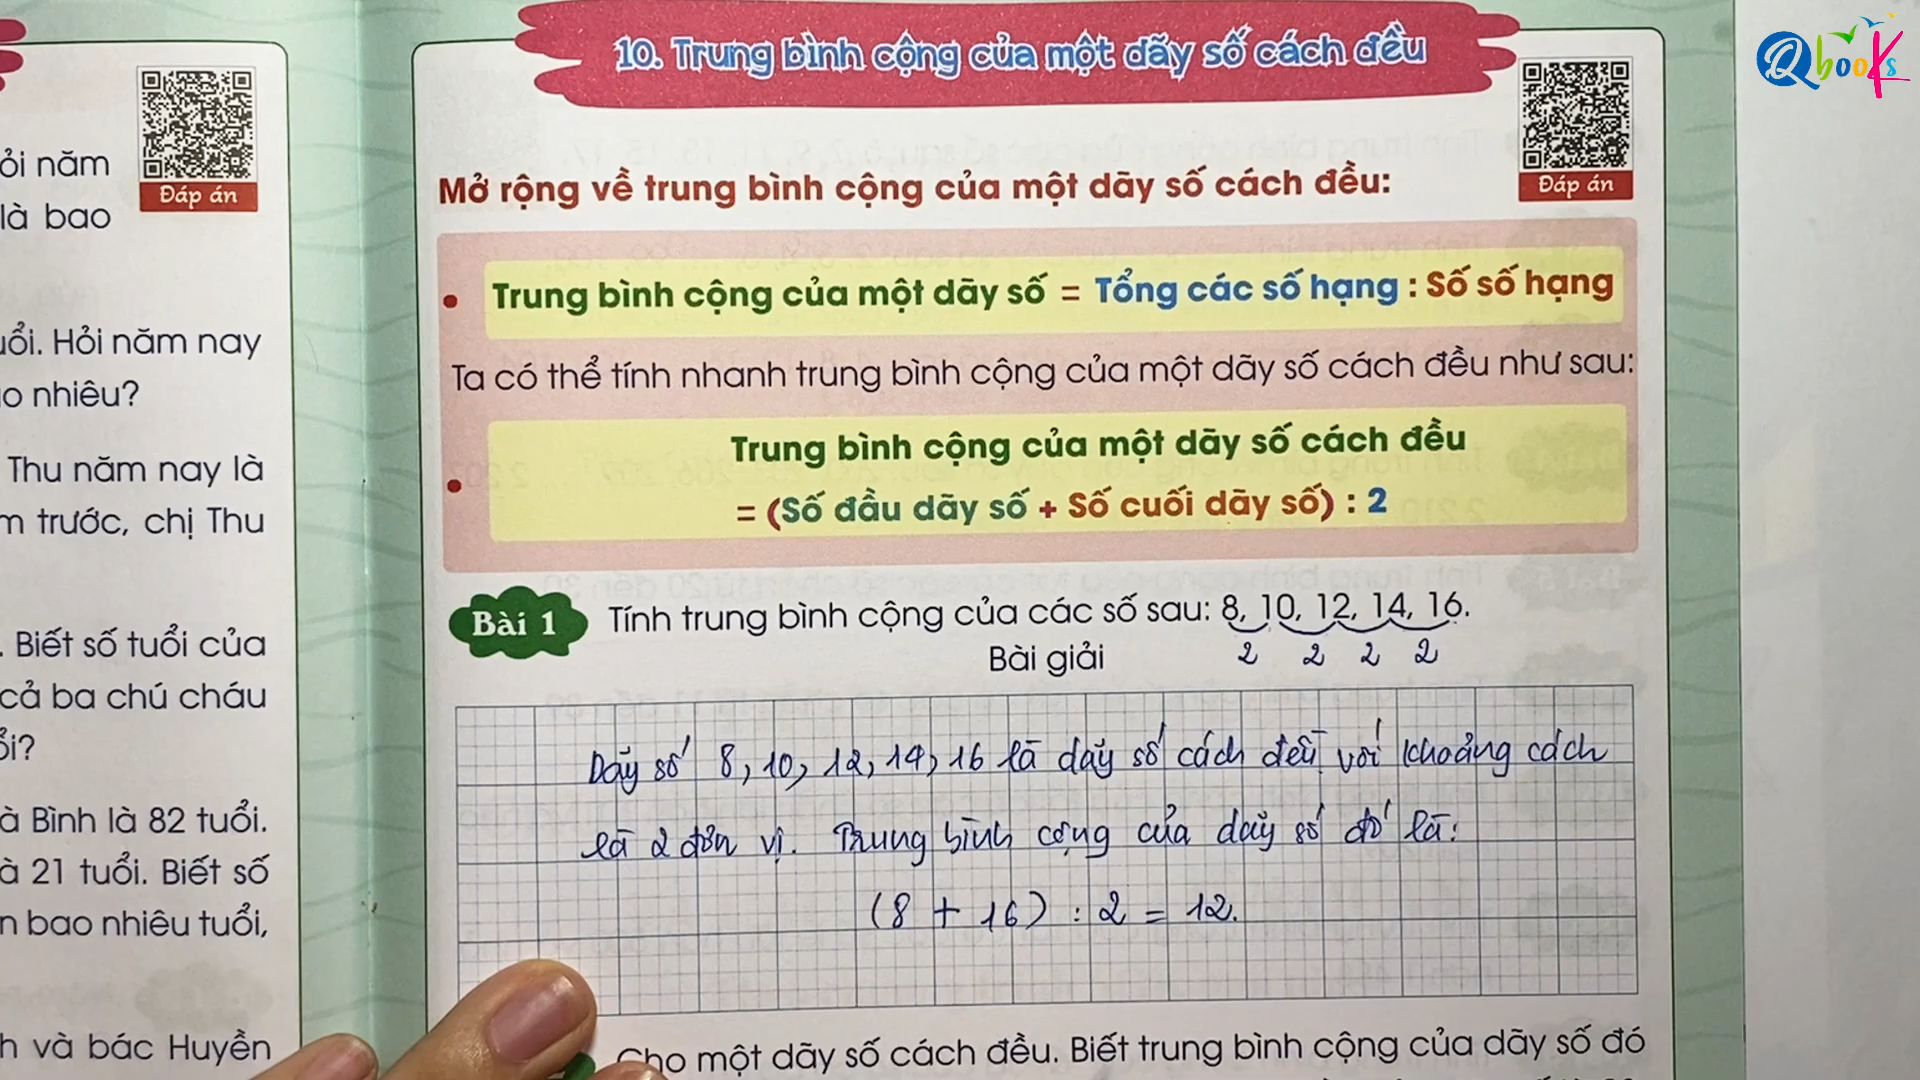 Qbooks
10. Trung bình cộng của một dãy số cách đều
Đáp án
Đáp án
ỏi năm
là bao
uổi. Hỏi năm nay
o nhiêu?
Thu năm nay là
m trước, chị Thu
. Biết số tuổi của
cả ba chú cháu
ổi?
à Bình là 82 tuổi.
à 21 tuổi. Biết số
n bao nhiêu tuổi,
h và bác Huyền
Mở rộng về trung bình cộng của một dãy số cách đều:
• Trung bình cộng của một dãy số = Tổng các số hạng : Số số hạng
Ta có thể tính nhanh trung bình cộng của một dãy số cách đều như sau:
Trung bình cộng của một dãy số cách đều
• = (Số đầu dãy số + Số cuối dãy số) : 2
Bài 1 Tính trung bình cộng của các số sau: 8, 10, 12, 14, 16.
2 2 2 2
Bài giải
Dãy số 8, 10, 12, 14, 16 là dãy số cách đều với khoảng cách
là 2 đơn vị. Trung bình cộng của dãy số đó là:
(8 + 16) : 2 = 12.
Cho một dãy số cách đều. Biết trung bình cộng của dãy số đó